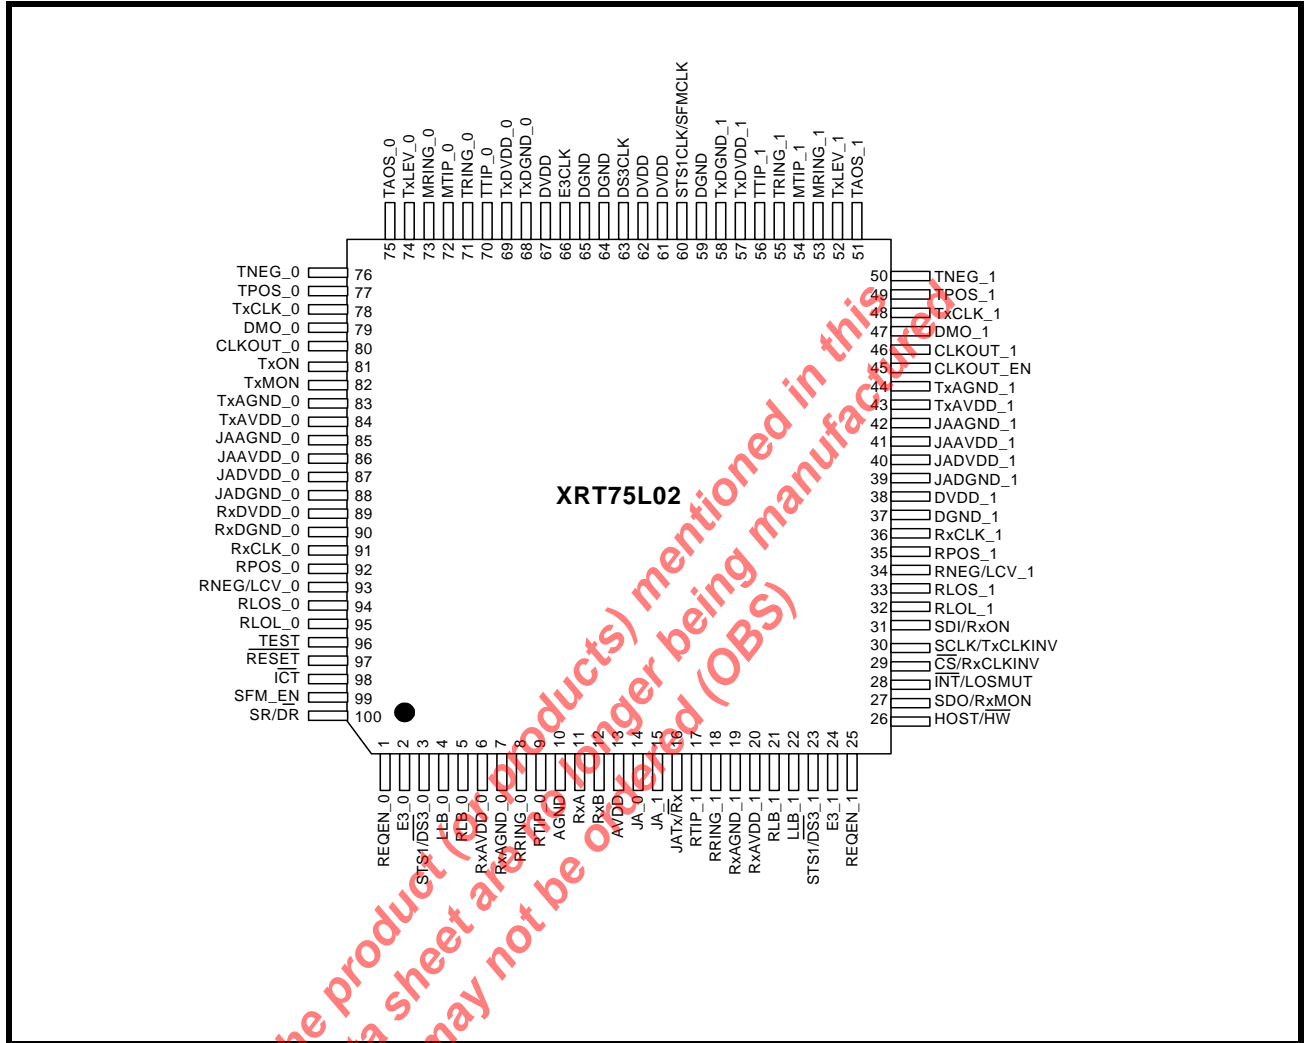 TAOS_0
TxLEV_0
MRING_0
MTIP_0
TRING_0
TTIP_0
TxDVDD_0
TxDGND_0
DVDD
E3CLK
DGND
DGND
DS3CLK
DVDD
DVDD
STS1CLK/SFMCLK
DGND
TxDGND_1
TxDVDD_1
TTIP_1
TRING_1
MTIP_1
MRING_1
TxLEV_1
TAOS_1
75
74
73
72
71
70
69
68
67
66
65
64
63
62
61
60
59
58
57
56
55
54
53
52
51
TNEG_0 76
TPOS_0 77
TxCLK_0 78
DMO_0 79
CLKOUT_0 80
TxON 81
TxMON 82
TxAGND_0 83
TxAVDD_0 84
JAAGND_0 85
JAAVDD_0 86
JADVDD_0 87
JADGND_0 88
RxDVDD_0 89
RxDGND_0 90
RxCLK_0 91
RPOS_0 92
RNEG/LCV_0 93
RLOS_0 94
RLOL_0 95
TEST 96
RESET 97
ICT 98
SFM_EN 99
SR/DR 100
XRT75L02
50 TNEG_1
49 TPOS_1
48 TxCLK_1
47 DMO_1
46 CLKOUT_1
45 CLKOUT_EN
44 TxAGND_1
43 TxAVDD_1
42 JAAGND_1
41 JAAVDD_1
40 JADVDD_1
39 JADGND_1
38 DVDD_1
37 DGND_1
36 RxCLK_1
35 RPOS_1
34 RNEG/LCV_1
33 RLOS_1
32 RLOL_1
31 SDI/RxON
30 SCLK/TxCLKINV
29 CS/RxCLKINV
28 INT/LOSMUT
27 SDO/RxMON
26 HOST/HW
1
2
3
4
5
6
7
8
9
10
11
12
13
14
15
16
17
18
19
20
21
22
23
24
25
REQEN_0
E3_0
STS1/DS3_0
LLB_0
RLB_0
RxAVDD_0
RxAGND_0
RRING_0
RTIP_0
AGND
RxA
RxB
AVDD
JA_0
JA_1
JATx/Rx
RTIP_1
RRING_1
RxAGND_1
RxAVDD_1
RLB_1
LLB_1
STS1/DS3_1
E3_1
REQEN_1
he product (or products) mentioned in this
ta sheet are no longer being manufactured
may not be ordered (OBS)